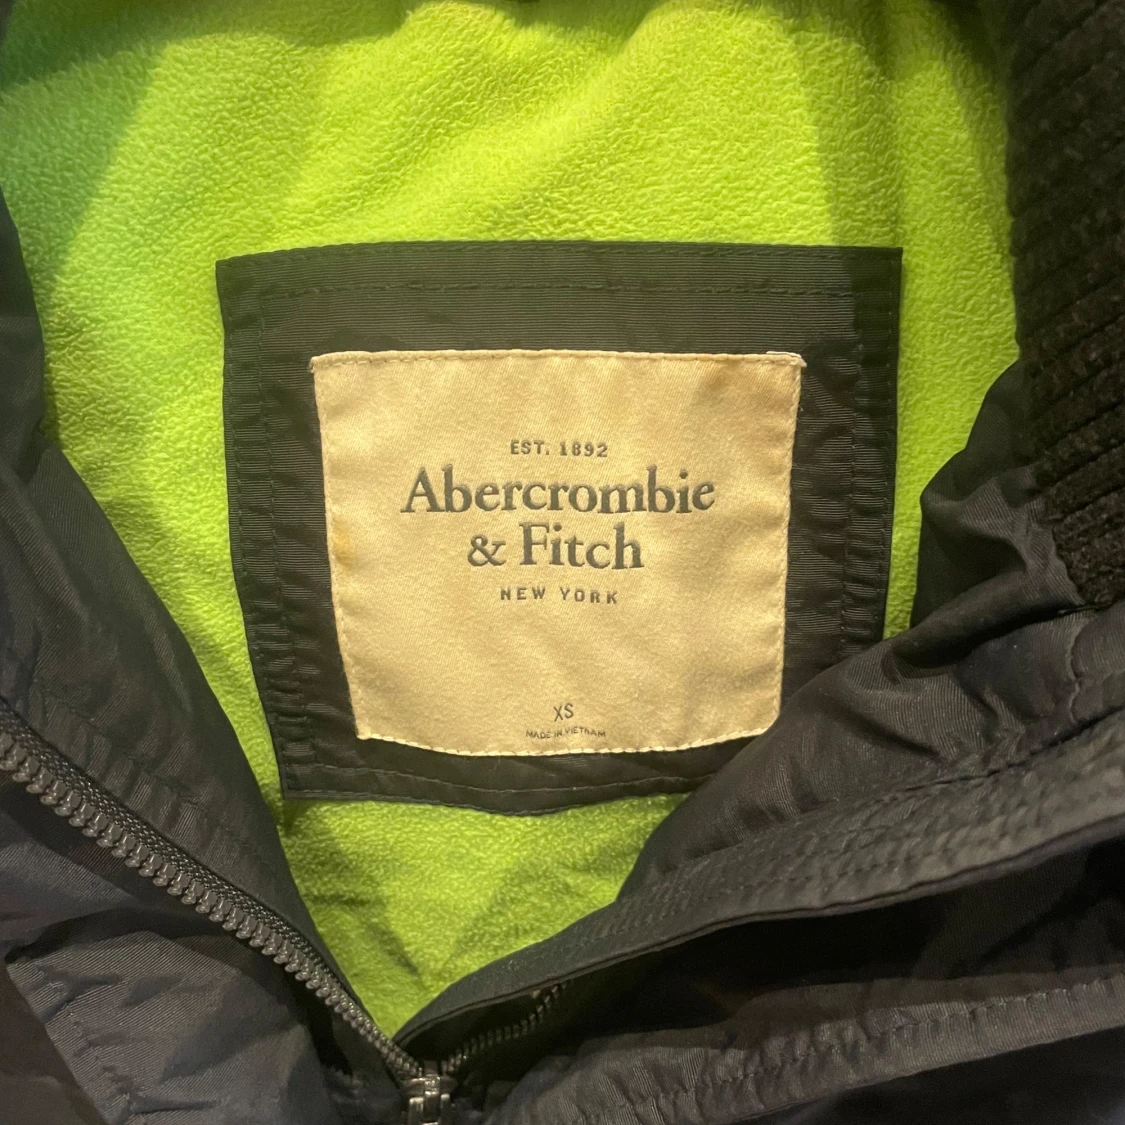 EST. 1892
Abercrombie
& Fitch
NEW YORK
XS
MADE IN VIETNAM